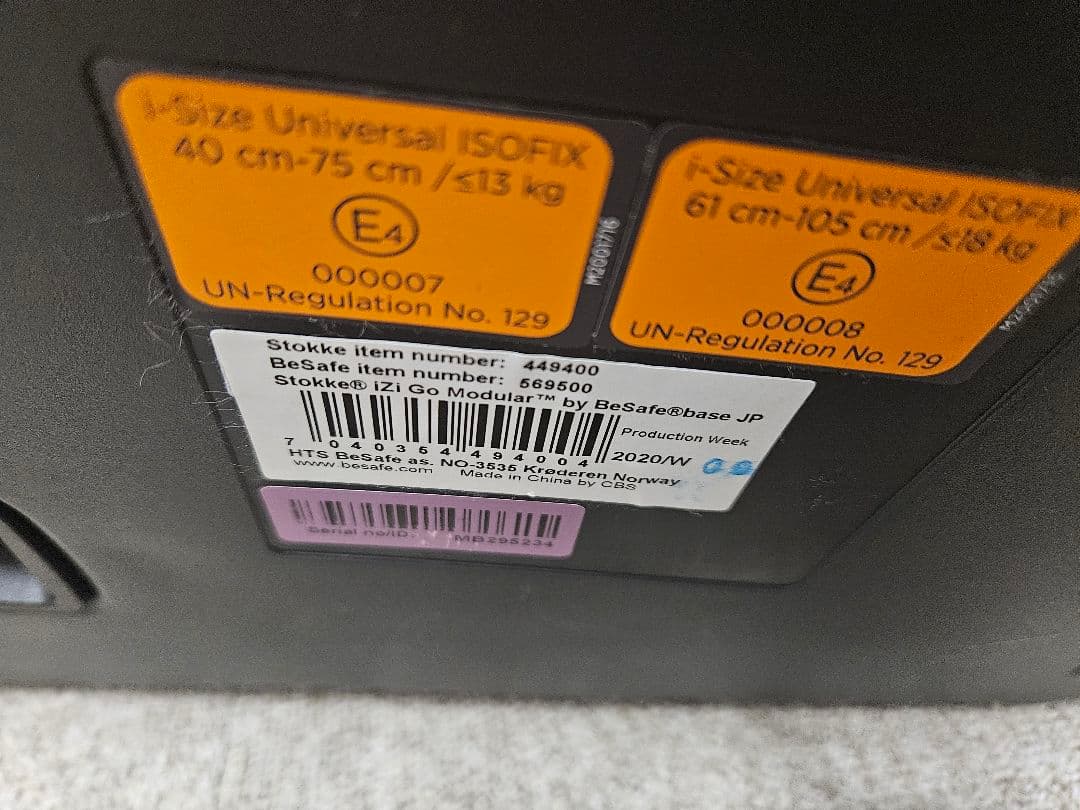 i-Size Universal ISOFIX
40 cm-75 cm /≤13 kg
E4
000007
UN-Regulation No. 129
M2001716
i-Size Universal ISOFIX
61 cm-105 cm /≤18 kg
E4
000008
UN-Regulation No. 129
Stokke item number: 449400
BeSafe item number: 569500
Stokke® iZi Go Modular™ by BeSafe®base JP
Production Week
7 040354 494004
2020/W 09
HTS BeSafe as. NO-3535 Krøderen Norway
www.besafe.com Made in China by CBS
Serial no/ID: MB295234